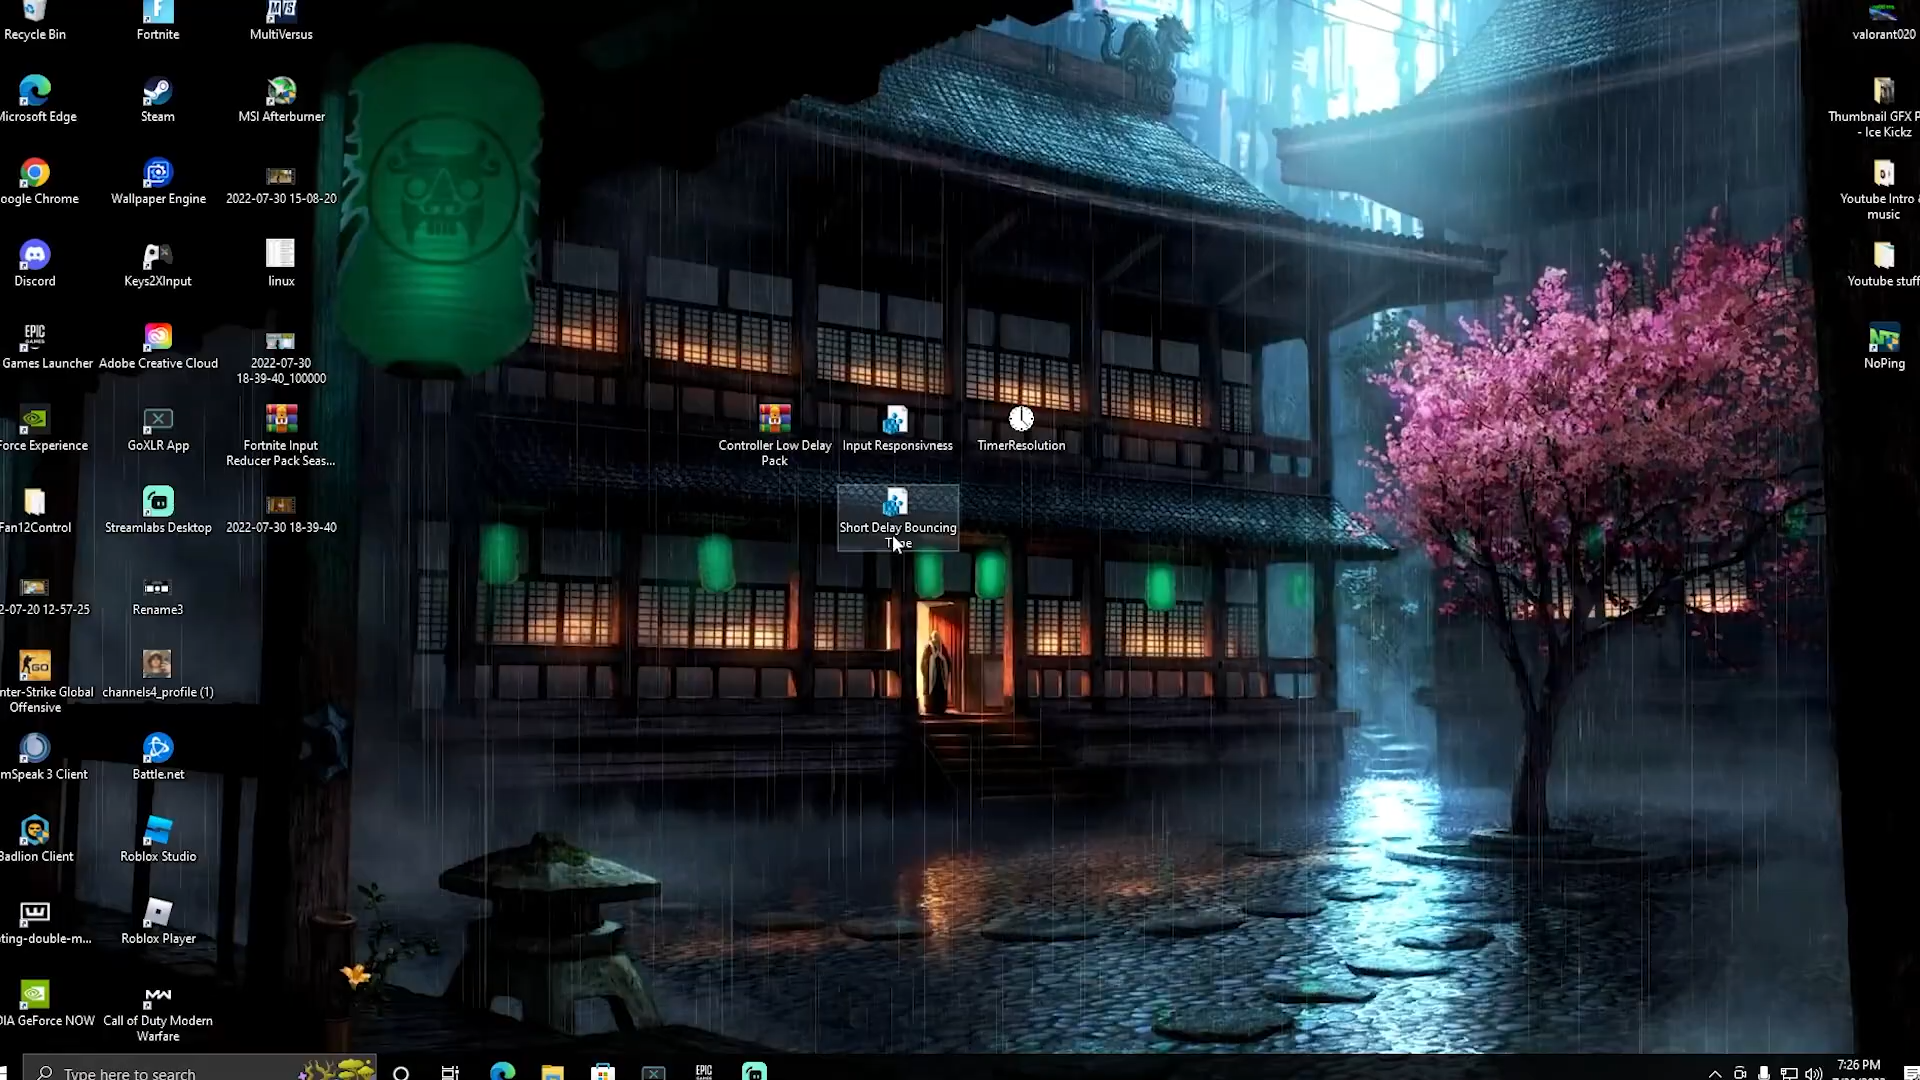 Recycle Bin
Fortnite
MultiVersus
valorant020
Microsoft Edge
Steam
MSI Afterburner
Thumbnail GFX P
- Ice Kickz
oogle Chrome
Wallpaper Engine
2022-07-30 15-08-20
Youtube Intro &
music
Discord
Keys2XInput
linux
Youtube stuff
EPIC
GAMES
Games Launcher
Adobe Creative Cloud
2022-07-30
18-39-40_100000
NoPing
Force Experience
GoXLR App
Fortnite Input
Reducer Pack Seas...
Controller Low Delay
Pack
Input Responsivness
TimerResolution
Fan12Control
Streamlabs Desktop
2022-07-30 18-39-40
Short Delay Bouncing
2-07-20 12-57-25
Rename3
GO
nter-Strike Global
Offensive
channels4_profile (1)
mSpeak 3 Client
Battle.net
Badlion Client
Roblox Studio
ting-double-m...
Roblox Player
DIA GeForce NOW
MW
Call of Duty Modern
Warfare
Type here to search
EPIC
7:26 PM